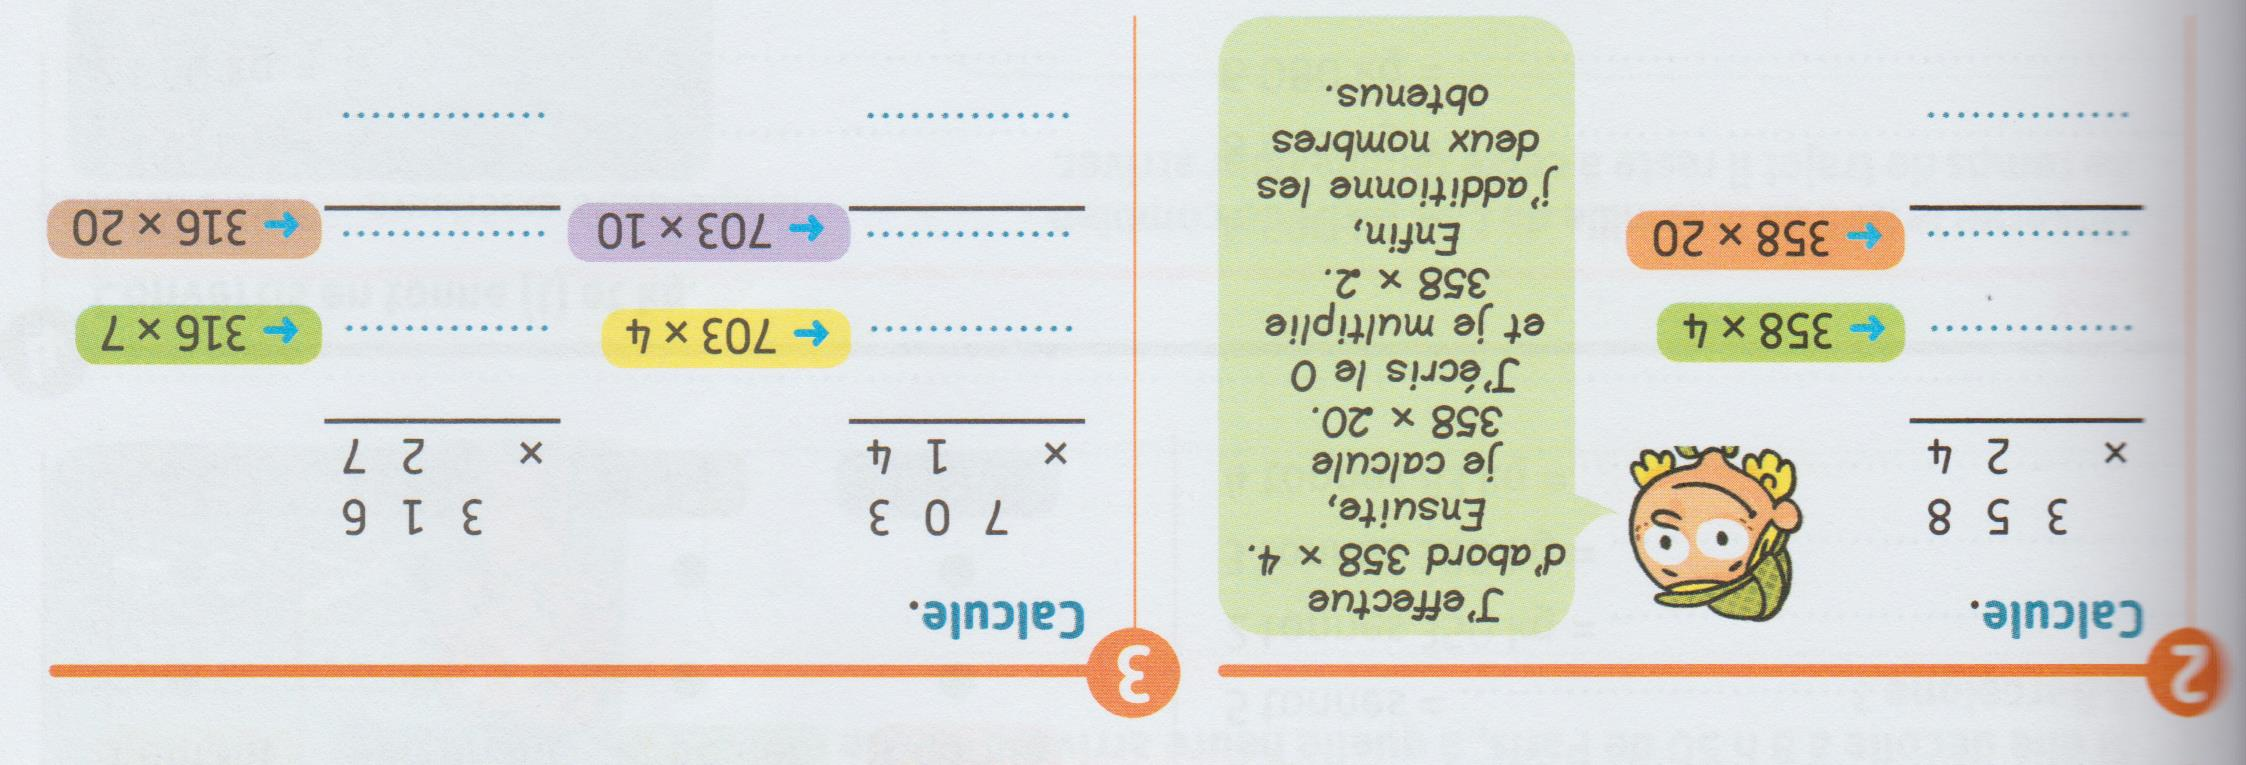 2
Calcule.
3 5 8
× 2 4
← 358 × 4
← 358 × 20
J'effectue
d'abord 358 × 4.
Ensuite,
je calcule
358 × 20.
J'écris le 0
et je multiplie
358 × 2.
Enfin,
j'additionne les
deux nombres
obtenus.
3
Calcule.
7 0 3
× 1 4
← 703 × 4
← 703 × 10
3 1 6
× 2 7
← 316 × 7
← 316 × 20